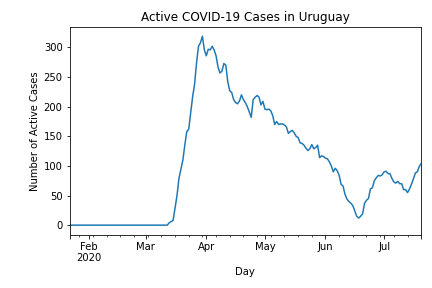 Active COVID-19 Cases in Uruguay
300
250
200
150
100
50
0
Number of Active Cases
Feb Mar Apr May Jun Jul
2020
Day